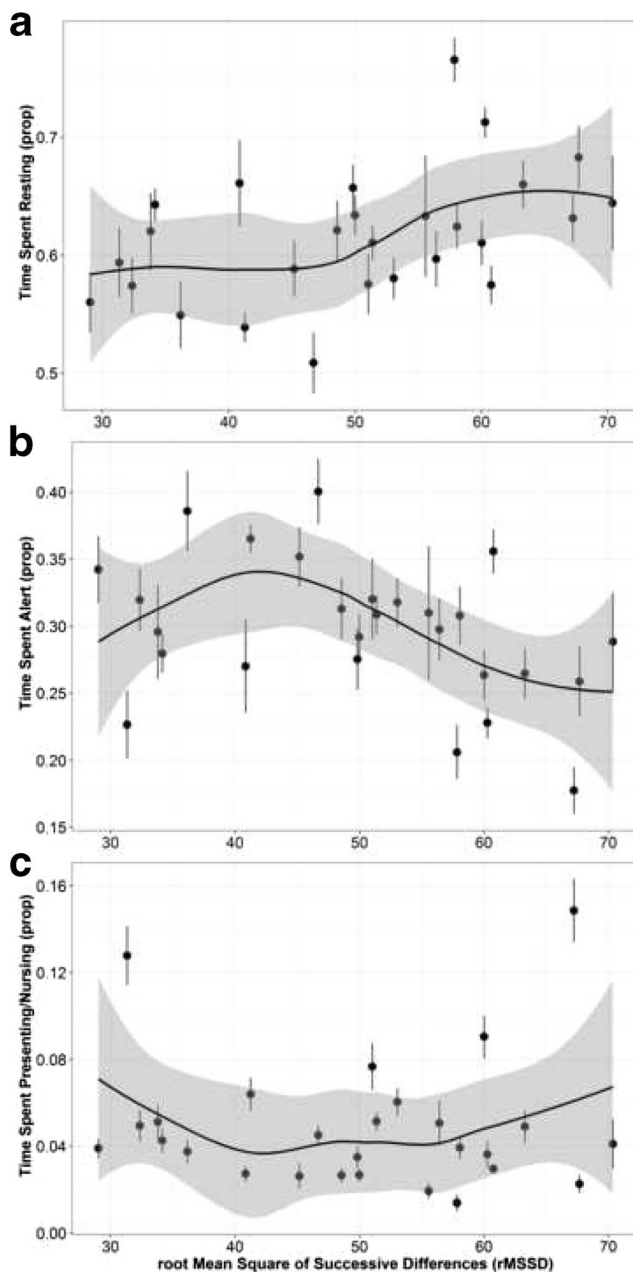 a
Time Spent Resting (prop)
0.7
0.6
0.5
30 40 50 60 70
b
Time Spent Alert (prop)
0.40
0.35
0.30
0.25
0.20
0.15
30 40 50 60 70
c
Time Spent Presenting/Nursing (prop)
0.16
0.12
0.08
0.04
0.00
30 40 50 60 70
root Mean Square of Successive Differences (rMSSD)